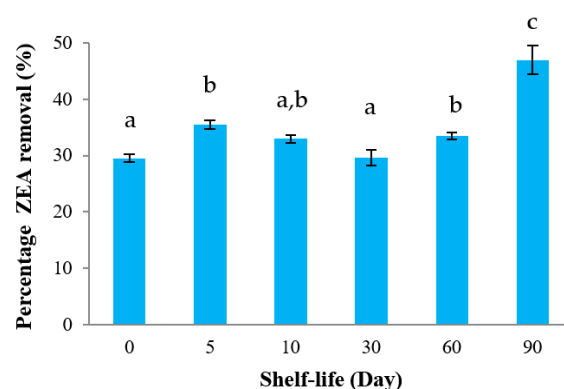 Percentage ZEA removal (%)
50
40
30
20
10
0
a
b
a,b
a
b
c
0 5 10 30 60 90
Shelf-life (Day)